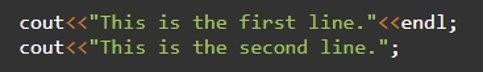 cout<<"This is the first line."<<endl;
cout<<"This is the second line.";